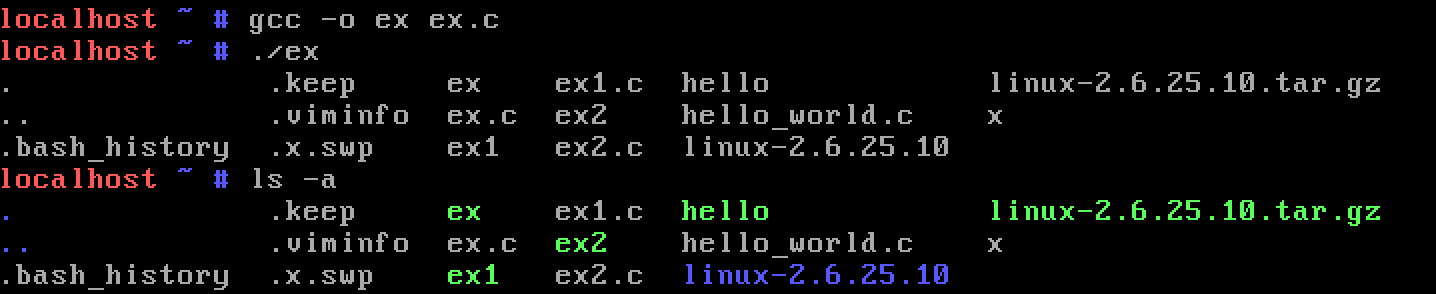 localhost ~ # gcc -o ex ex.c
localhost ~ # ./ex
. .keep ex ex1.c hello linux-2.6.25.10.tar.gz
.. .viminfo ex.c ex2 hello_world.c x
.bash_history .x.swp ex1 ex2.c linux-2.6.25.10
localhost ~ # ls -a
. .keep ex ex1.c hello linux-2.6.25.10.tar.gz
.. .viminfo ex.c ex2 hello_world.c x
.bash_history .x.swp ex1 ex2.c linux-2.6.25.10